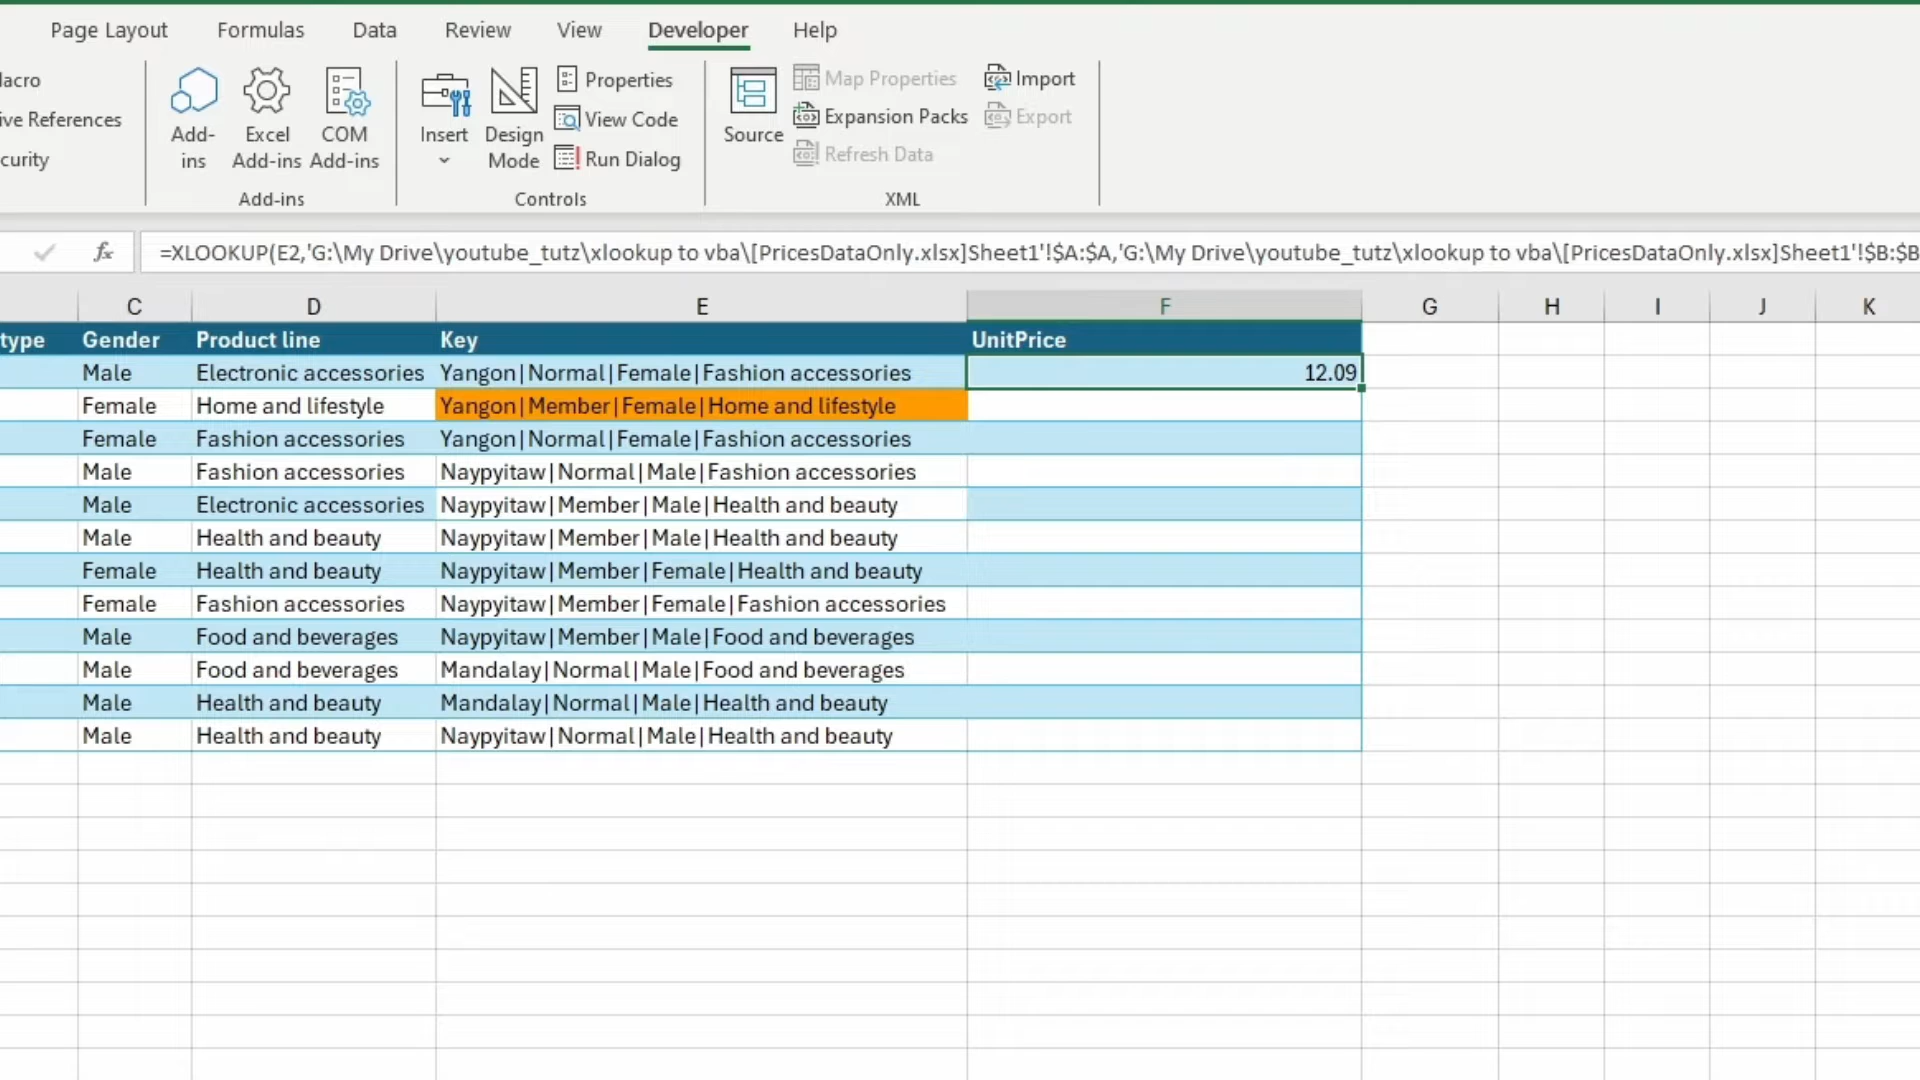 Page Layout Formulas Data Review View Developer Help
acro
ive References
curity
Add-ins
Excel Add-ins
COM Add-ins
Add-ins
Insert
Design Mode
Properties
View Code
Run Dialog
Controls
Source
Map Properties
Expansion Packs
Refresh Data
Import
Export
XML
fx =XLOOKUP(E2,'G:\My Drive\youtube_tutz\xlookup to vba\[PricesDataOnly.xlsx]Sheet1'!$A:$A,'G:\My Drive\youtube_tutz\xlookup to vba\[PricesDataOnly.xlsx]Sheet1'!$B:$B
C D E F G H I J K
type Gender Product line Key UnitPrice
Male Electronic accessories Yangon|Normal|Female|Fashion accessories 12.09
Female Home and lifestyle Yangon|Member|Female|Home and lifestyle
Female Fashion accessories Yangon|Normal|Female|Fashion accessories
Male Fashion accessories Naypyitaw|Normal|Male|Fashion accessories
Male Electronic accessories Naypyitaw|Member|Male|Health and beauty
Male Health and beauty Naypyitaw|Member|Male|Health and beauty
Female Health and beauty Naypyitaw|Member|Female|Health and beauty
Female Fashion accessories Naypyitaw|Member|Female|Fashion accessories
Male Food and beverages Naypyitaw|Member|Male|Food and beverages
Male Food and beverages Mandalay|Normal|Male|Food and beverages
Male Health and beauty Mandalay|Normal|Male|Health and beauty
Male Health and beauty Naypyitaw|Normal|Male|Health and beauty